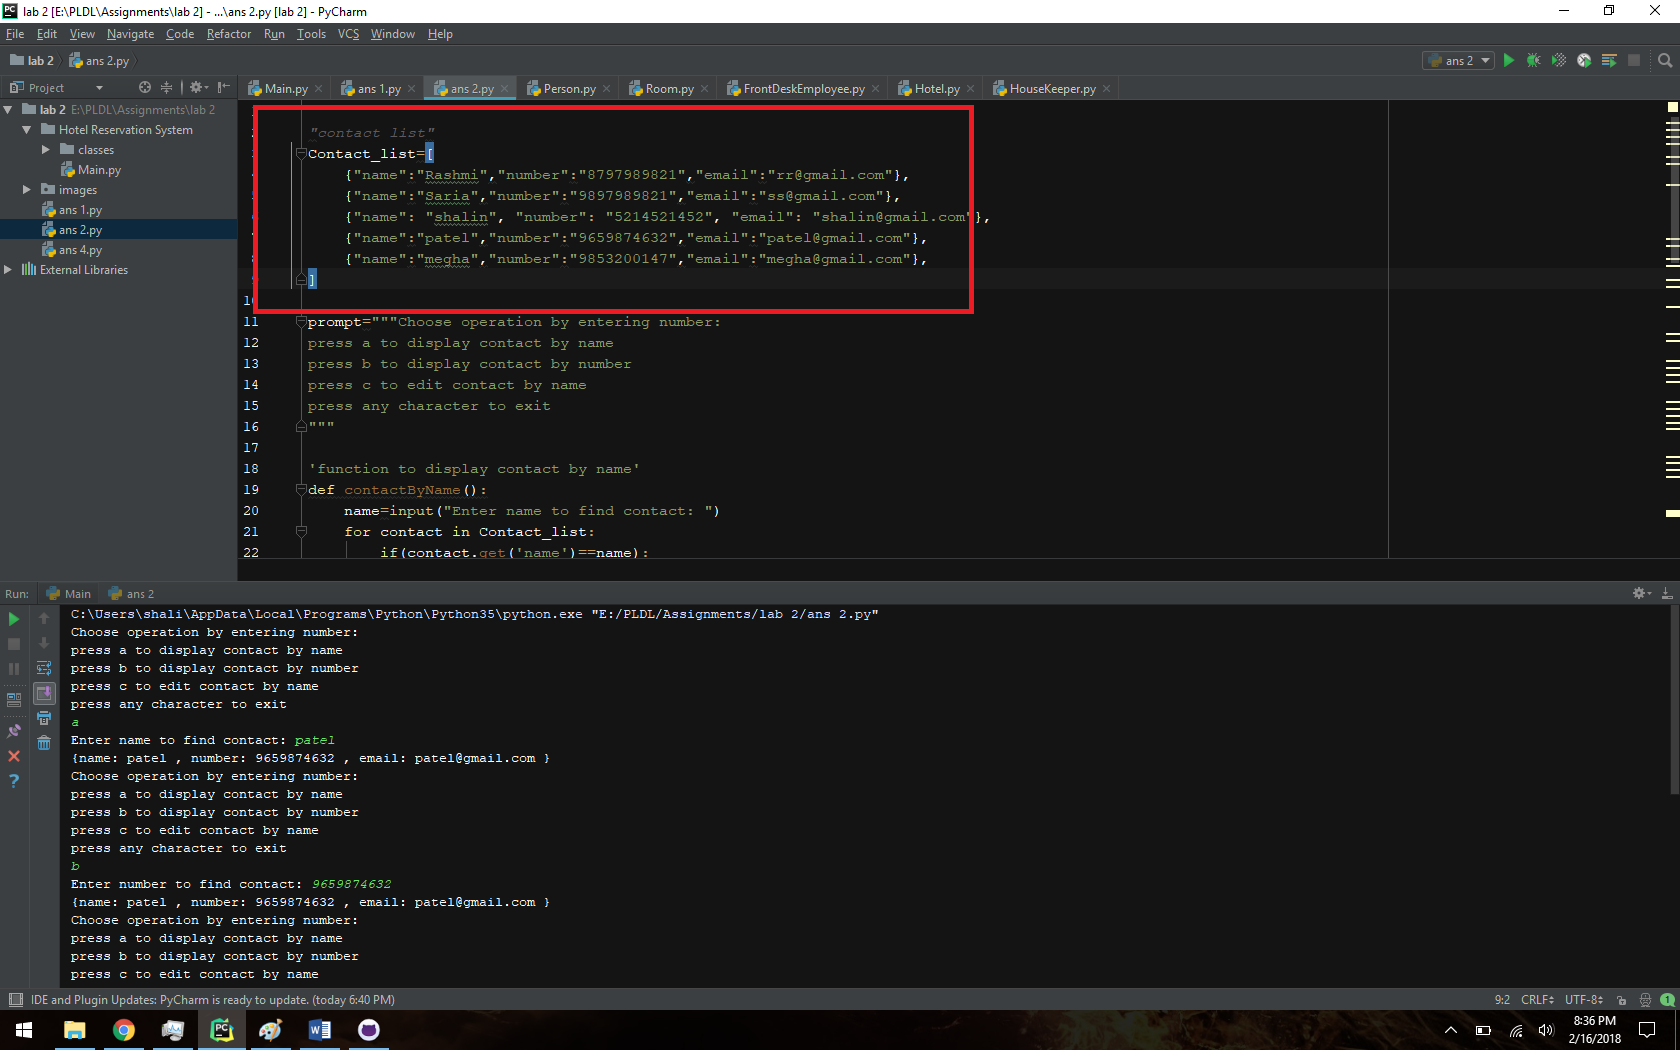 lab 2 [E:\PLDL\Assignments\lab 2] - ...\ans 2.py [lab 2] - PyCharm
File Edit View Navigate Code Refactor Run Tools VCS Window Help
lab 2 ans 2.py
ans 2
Project
Main.py ans 1.py ans 2.py Person.py Room.py FrontDeskEmployee.py Hotel.py HouseKeeper.py
lab 2 E:\PLDL\Assignments\lab 2
Hotel Reservation System
classes
Main.py
images
ans 1.py
ans 2.py
ans 4.py
External Libraries
"contact list"
Contact_list=[
{"name":"Rashmi","number":"8797989821","email":"rr@gmail.com"},
{"name":"Saria","number":"9897989821","email":"ss@gmail.com"},
{"name": "shalin", "number": "5214521452", "email": "shalin@gmail.com"},
{"name":"patel","number":"9659874632","email":"patel@gmail.com"},
{"name":"megha","number":"9853200147","email":"megha@gmail.com"},
]
10
11 prompt="""Choose operation by entering number:
12 press a to display contact by name
13 press b to display contact by number
14 press c to edit contact by name
15 press any character to exit
16 """
17
18 'function to display contact by name'
19 def contactByName():
20 name=input("Enter name to find contact: ")
21 for contact in Contact_list:
22 if(contact.get('name')==name):
Run: Main ans 2
C:\Users\shali\AppData\Local\Programs\Python\Python35\python.exe "E:/PLDL/Assignments/lab 2/ans 2.py"
Choose operation by entering number:
press a to display contact by name
press b to display contact by number
press c to edit contact by name
press any character to exit
a
Enter name to find contact: patel
{name: patel , number: 9659874632 , email: patel@gmail.com }
Choose operation by entering number:
press a to display contact by name
press b to display contact by number
press c to edit contact by name
press any character to exit
b
Enter number to find contact: 9659874632
{name: patel , number: 9659874632 , email: patel@gmail.com }
Choose operation by entering number:
press a to display contact by name
press b to display contact by number
press c to edit contact by name
IDE and Plugin Updates: PyCharm is ready to update. (today 6:40 PM)
9:2 CRLF UTF-8 1
8:36 PM
2/16/2018